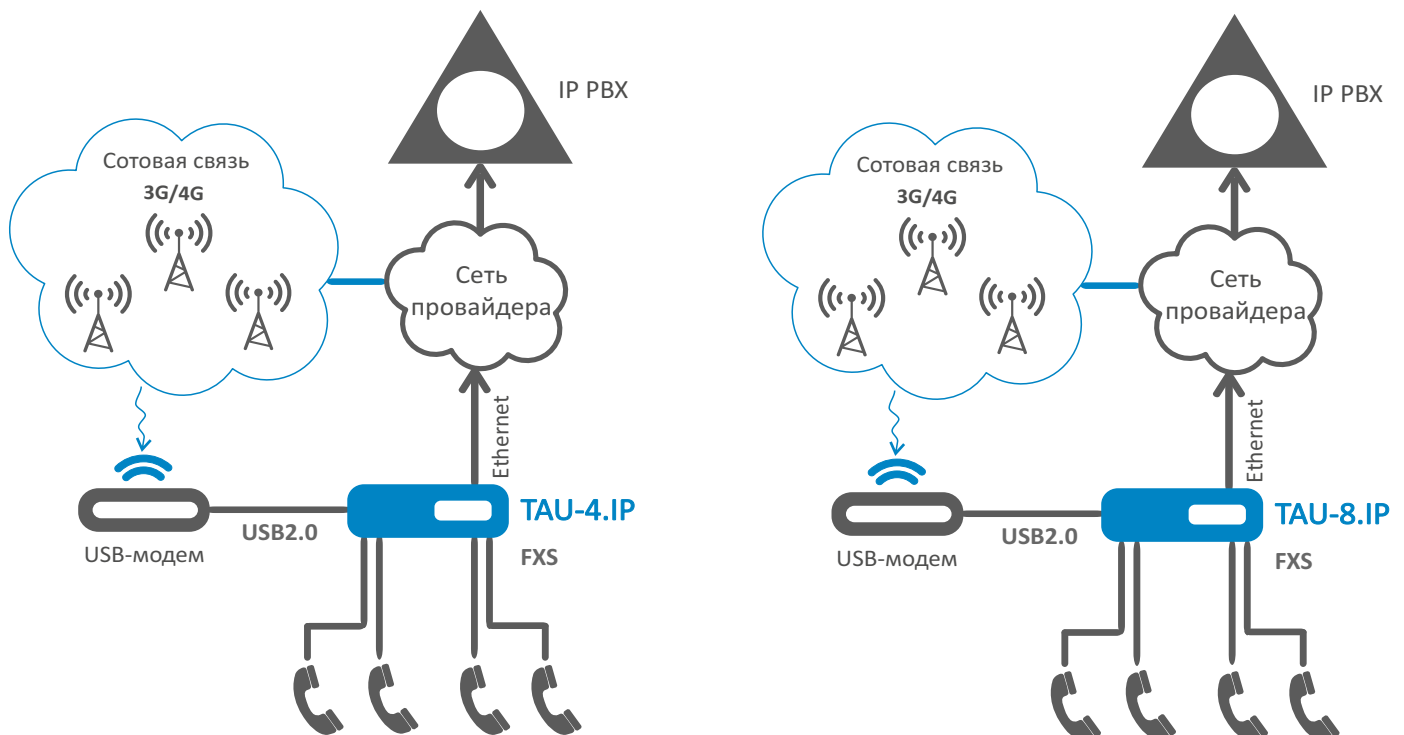 IP PBX
Сотовая связь
3G/4G
Сеть
провайдера
Ethernet
TAU-4.IP
USB2.0
USB-модем
FXS
IP PBX
Сотовая связь
3G/4G
Сеть
провайдера
Ethernet
TAU-8.IP
USB2.0
USB-модем
FXS